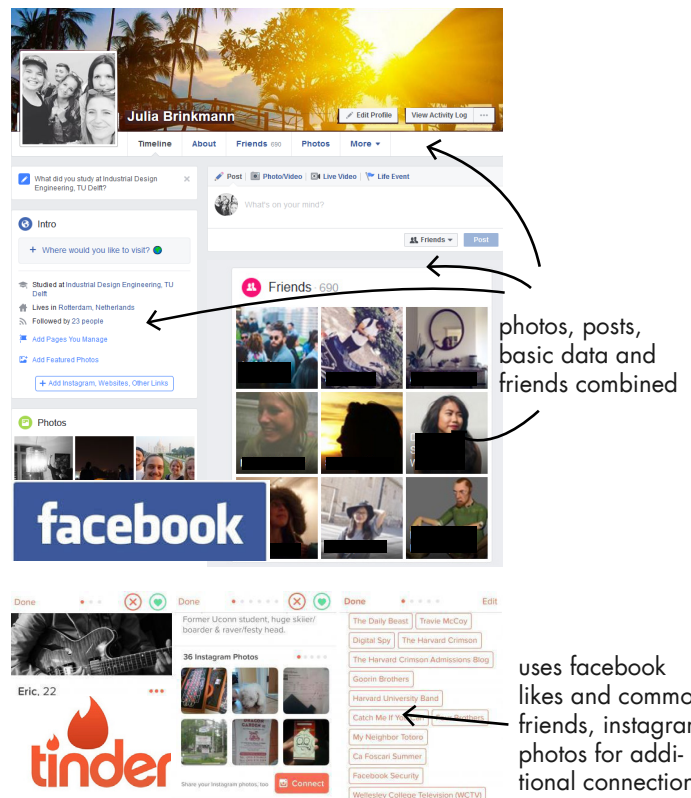 Julia Brinkmann
Edit Profile
View Activity Log
Timeline About Friends 690 Photos More
What did you study at Industrial Design
Engineering, TU Delft?
Post Photo/Video Live Video Life Event
What's on your mind?
Friends Post
Intro
+ Where would you like to visit?
Studied at Industrial Design Engineering, TU
Delft
Lives in Rotterdam, Netherlands
Followed by 23 people
Add Pages You Manage
Add Featured Photos
+ Add Instagram, Websites, Other Links
Photos
Friends · 690
photos, posts,
basic data and
friends combined
facebook
Done
Eric, 22
tinder
Done
Former Uconn student, huge skiier/
boarder & raver/festy head.
36 Instagram Photos
Share your Instagram photos, too
Connect
Done Edit
The Daily Beast Travie McCoy
Digital Spy The Harvard Crimson
The Harvard Crimson Admissions Blog
Goorin Brothers
Harvard University Band
Catch Me If You Brothers
My Neighbor Totoro
Ca Foscari Summer
Facebook Security
Wellesley College Television (WCTV)
uses facebook
likes and commo
friends, instagra
photos for addi-
tional connection